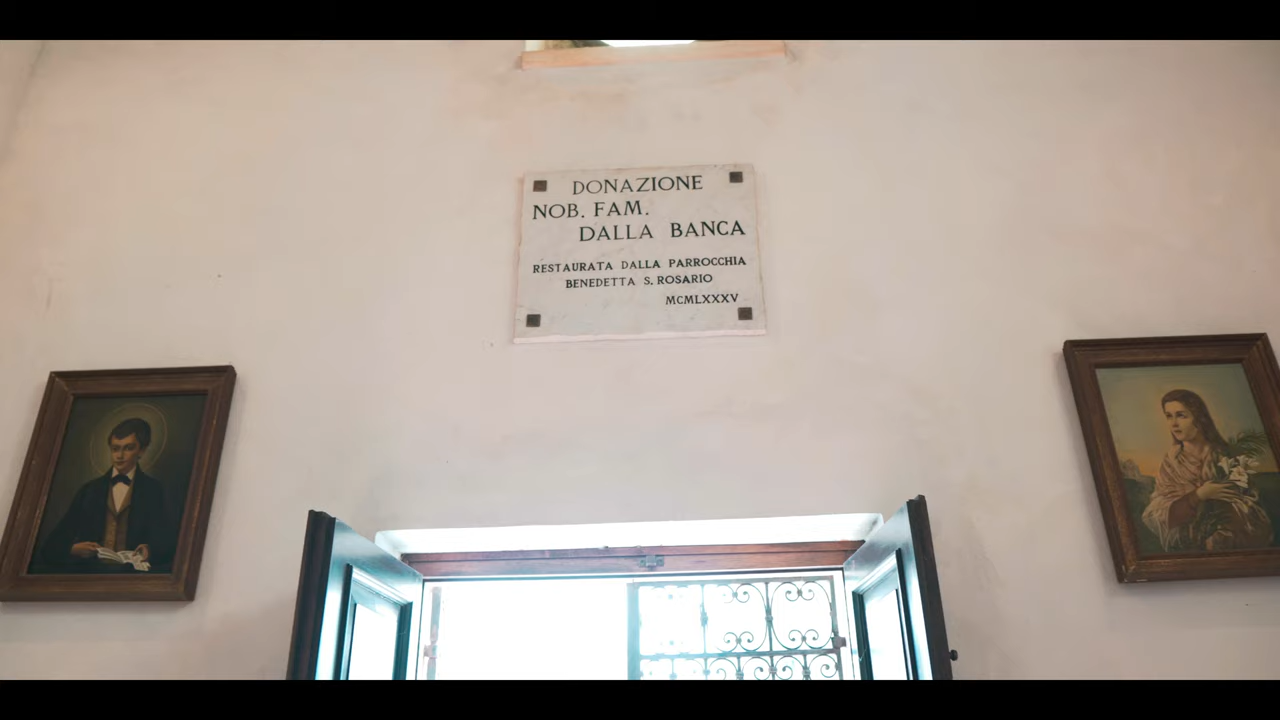 DONAZIONE
NOB. FAM.
DALLA BANCA
RESTAURATA DALLA PARROCCHIA
BENEDETTA S. ROSARIO
MCMLXXXV